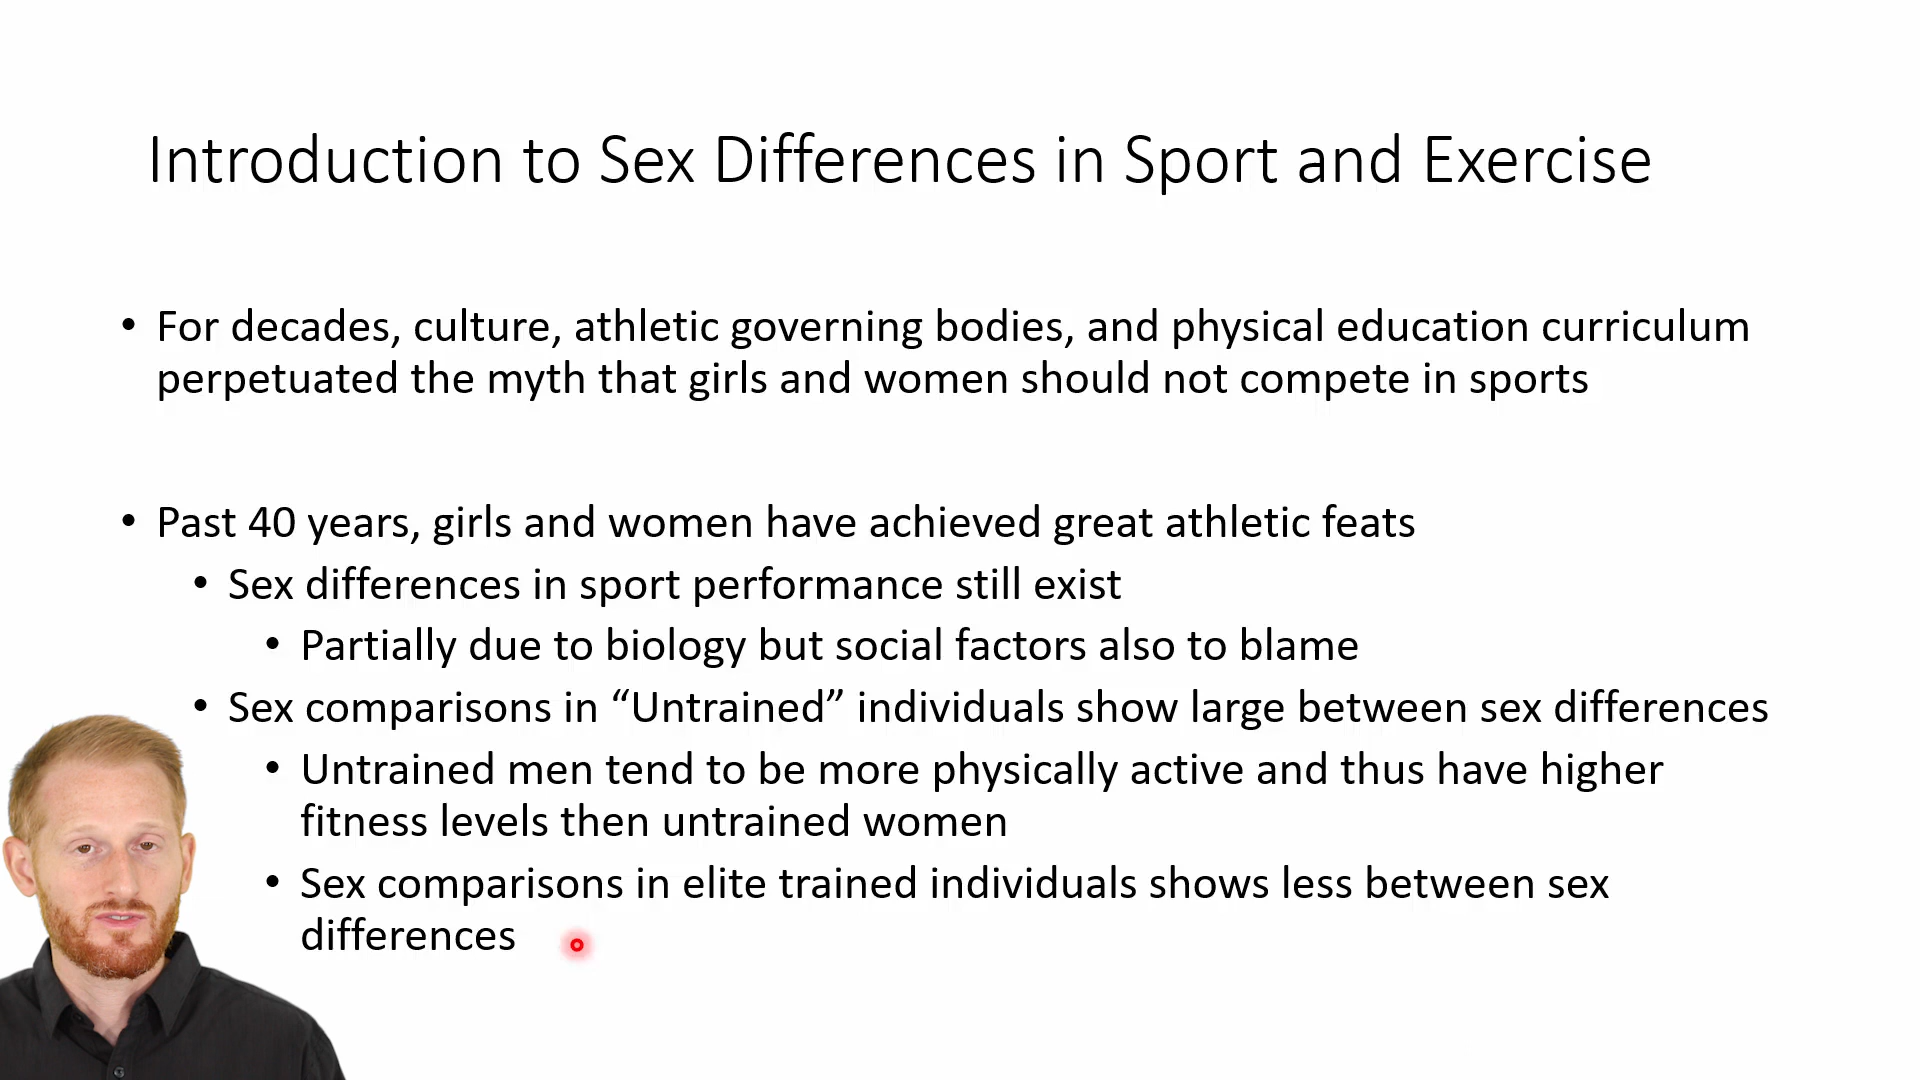 Introduction to Sex Differences in Sport and Exercise
• For decades, culture, athletic governing bodies, and physical education curriculum
perpetuated the myth that girls and women should not compete in sports
• Past 40 years, girls and women have achieved great athletic feats
• Sex differences in sport performance still exist
• Partially due to biology but social factors also to blame
• Sex comparisons in “Untrained” individuals show large between sex differences
• Untrained men tend to be more physically active and thus have higher
fitness levels then untrained women
• Sex comparisons in elite trained individuals shows less between sex
differences